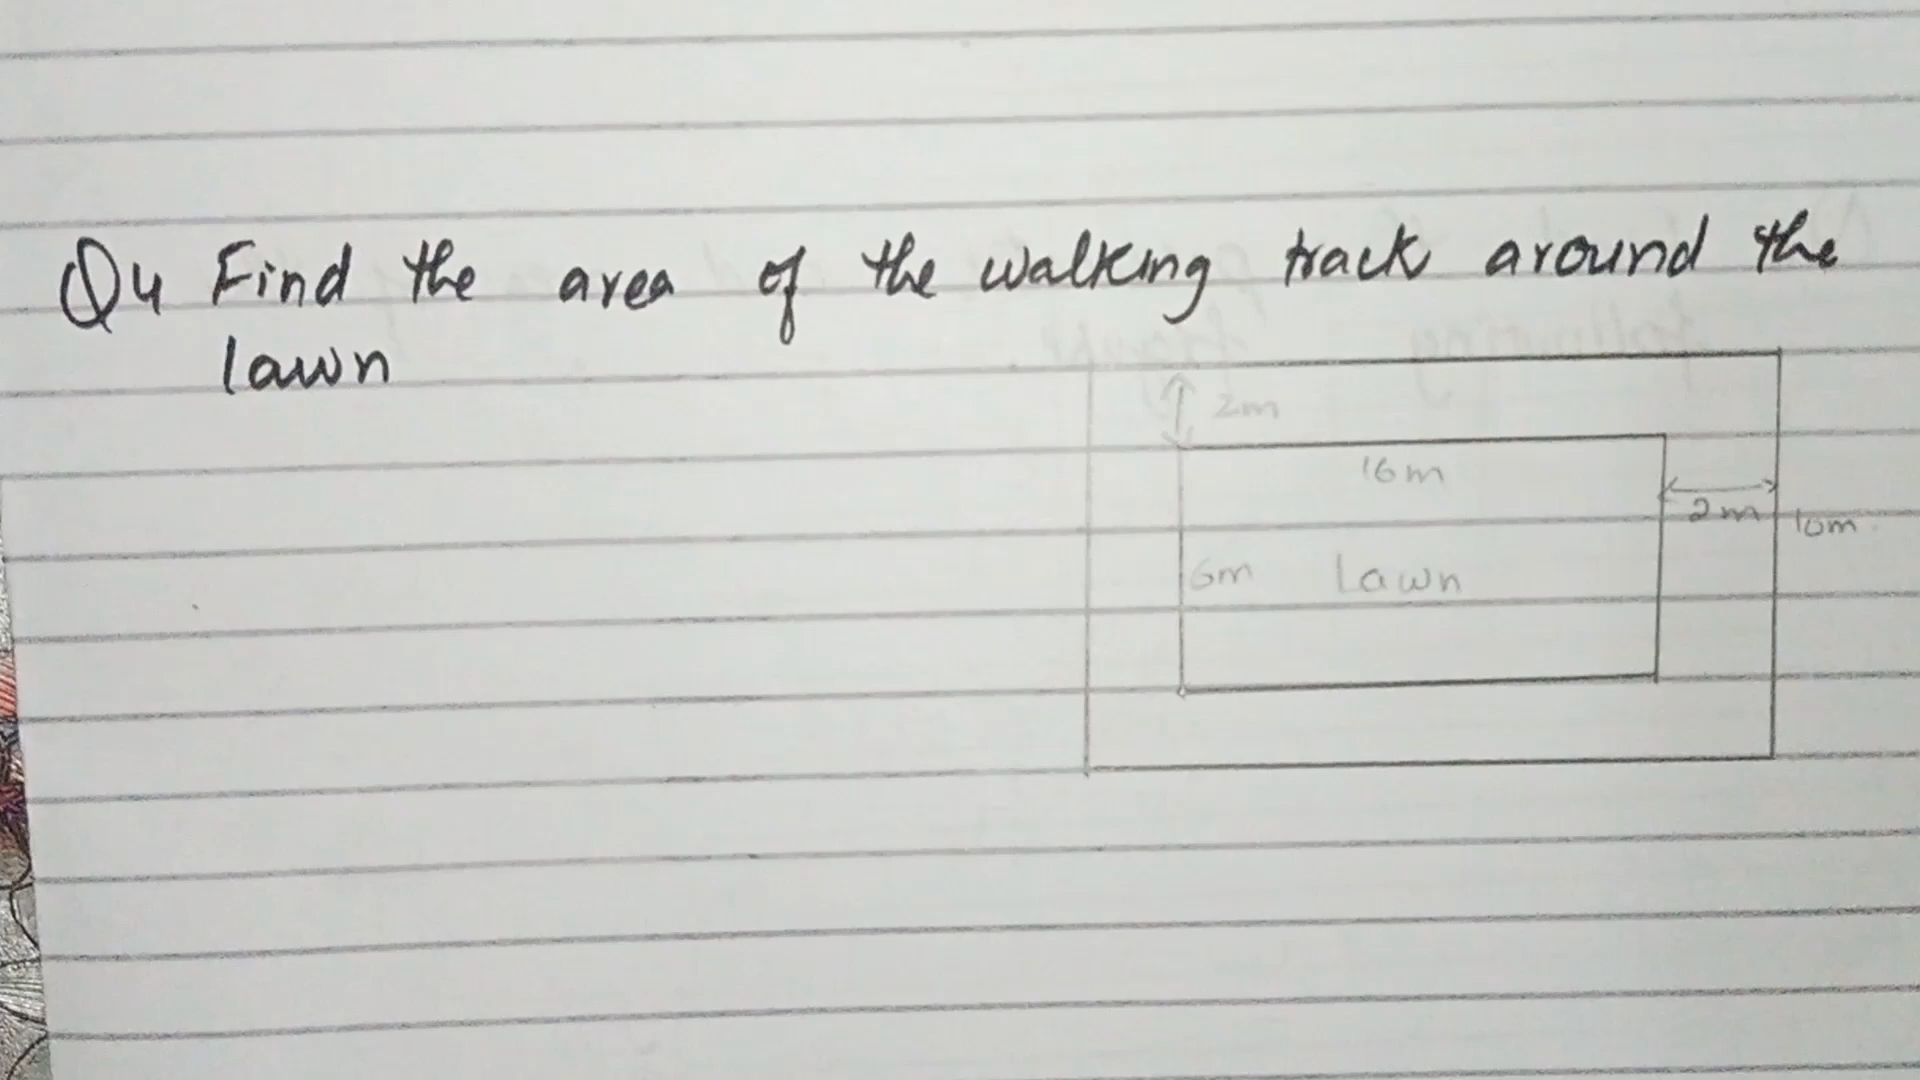 Q4 Find the area of the walking track around the
lawn
2m
16m
2m
10m
6m Lawn